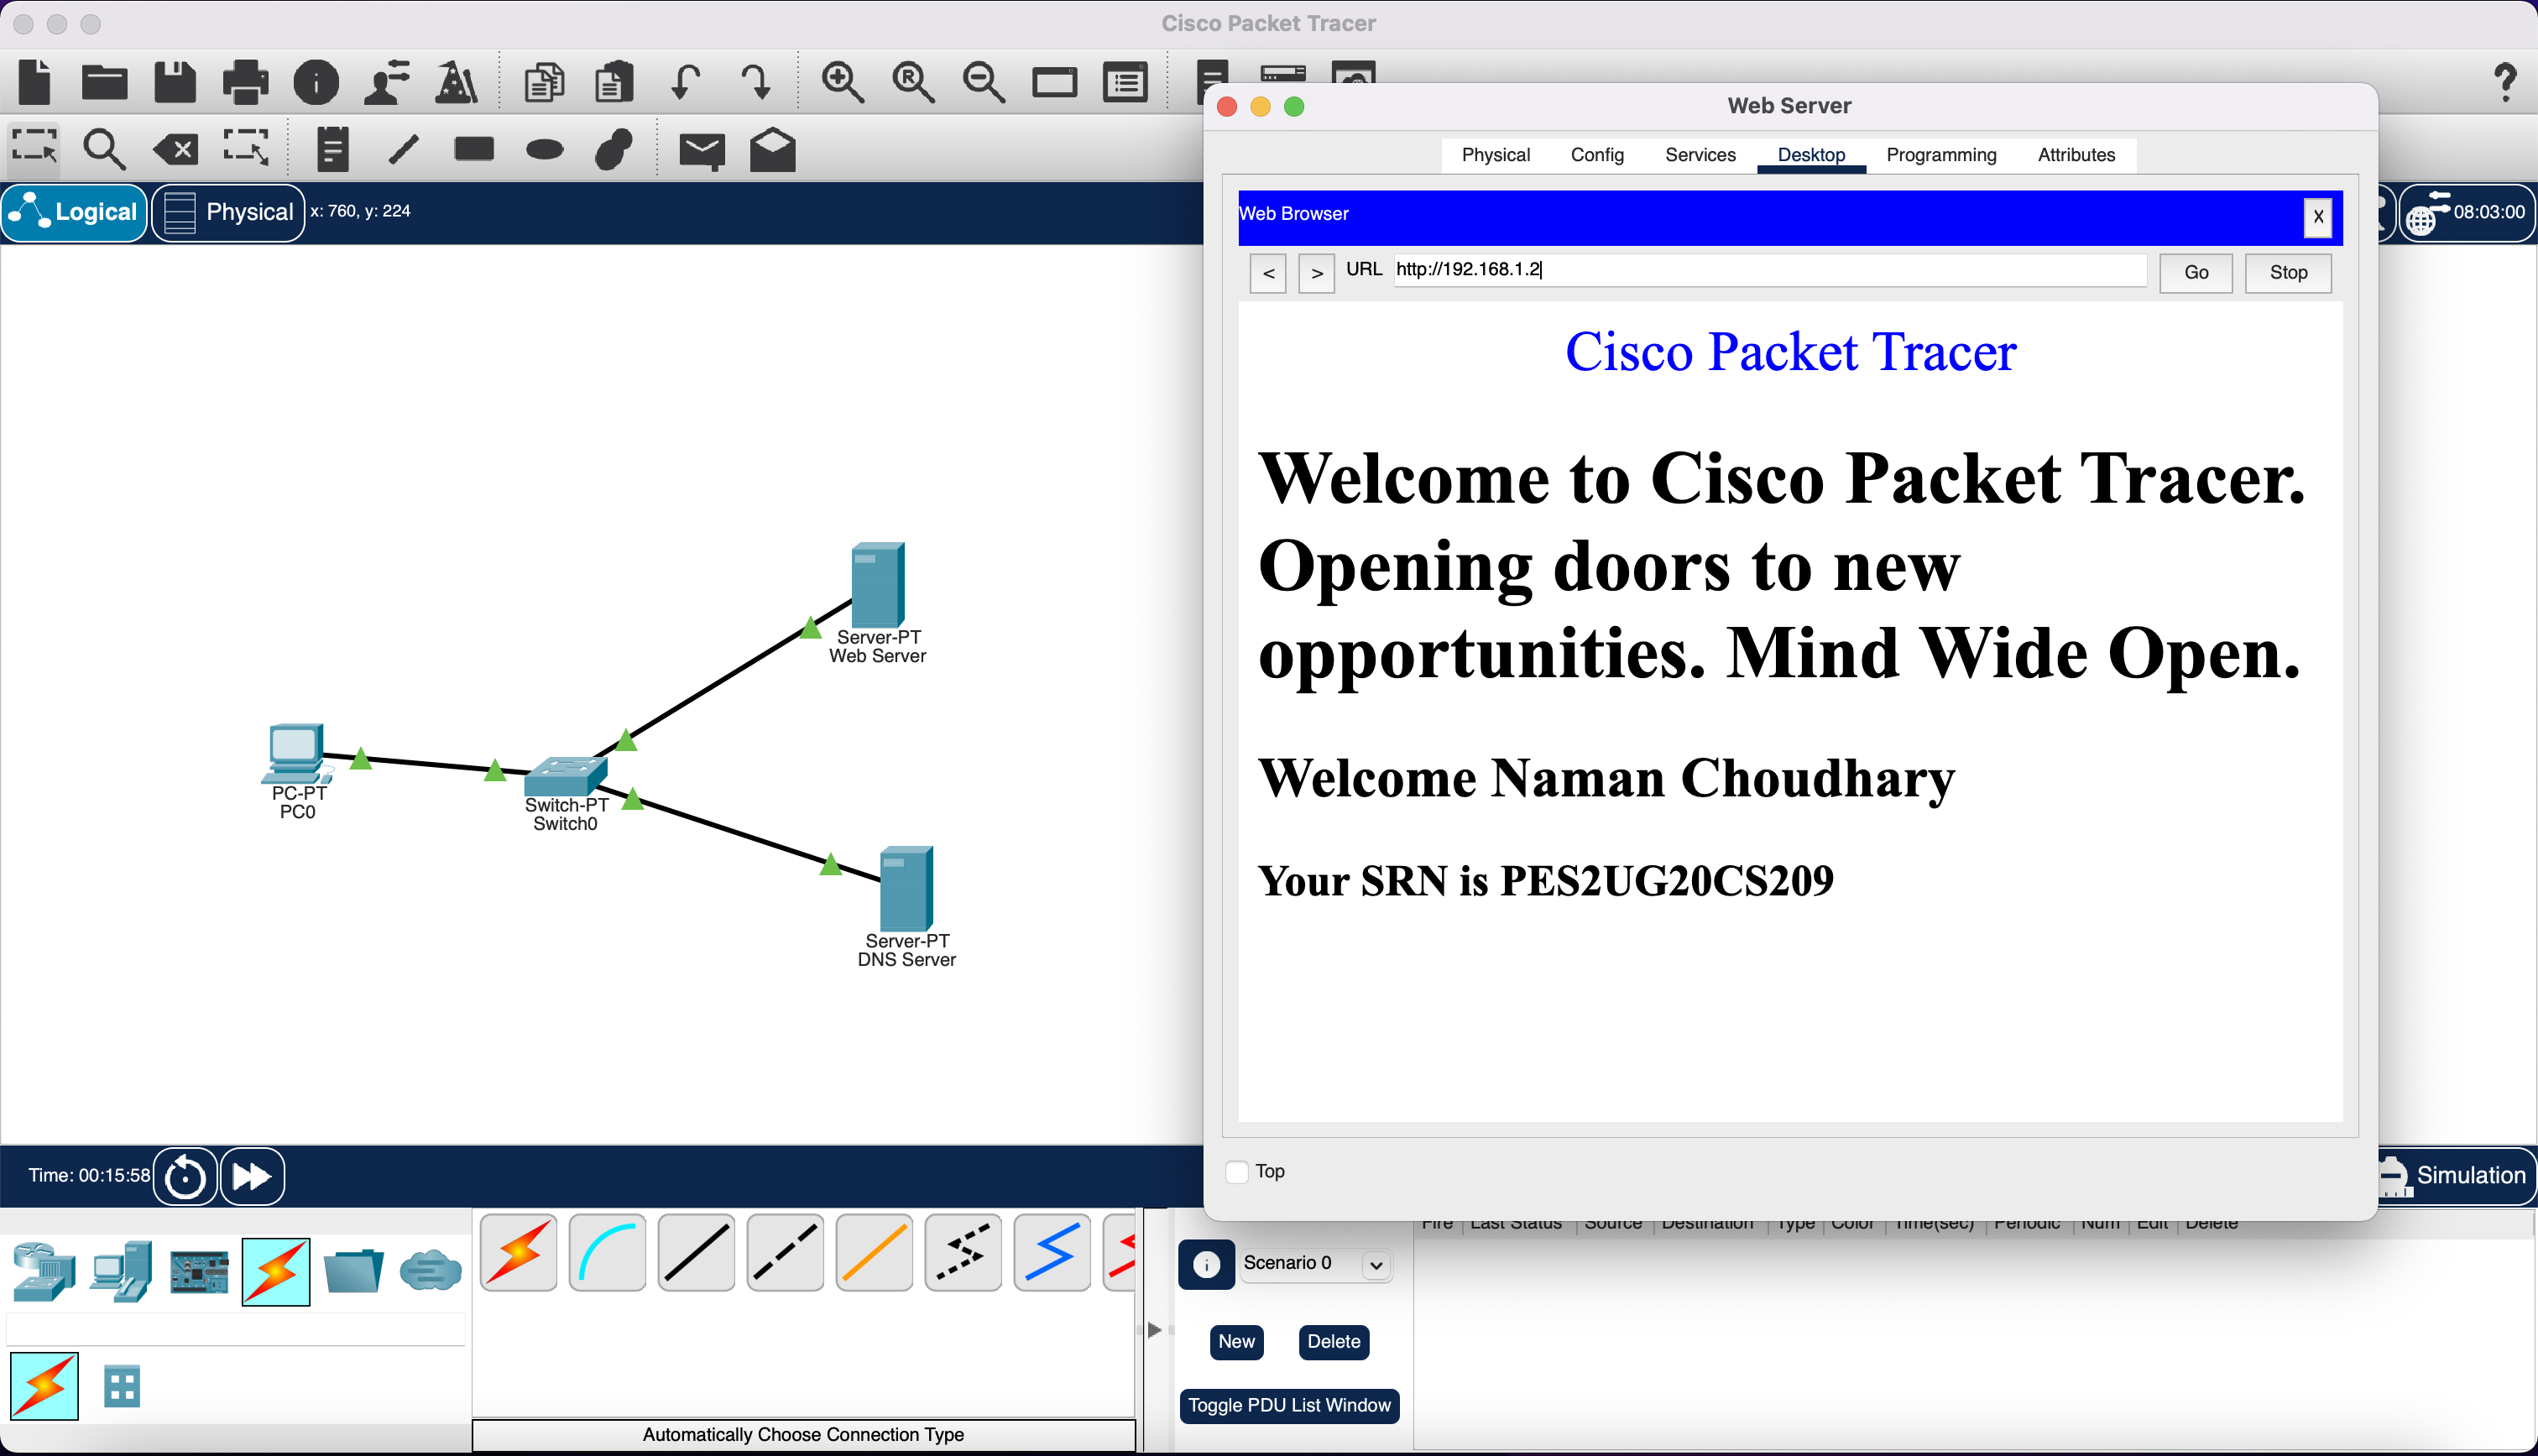 Cisco Packet Tracer
Web Server
Physical Config Services Desktop Programming Attributes
Logical Physical x: 760, y: 224
08:03:00
Web Browser
X
< > URL http://192.168.1.2 Go Stop
Cisco Packet Tracer
Welcome to Cisco Packet Tracer.
Opening doors to new
opportunities. Mind Wide Open.
Welcome Naman Choudhary
Your SRN is PES2UG20CS209
Server-PT
Web Server
PC-PT
PC0
Switch-PT
Switch0
Server-PT
DNS Server
Top
Time: 00:15:58
Simulation
Fire Last Status Source Destination Type Color Time(sec) Periodic Num Edit Delete
Scenario 0
New Delete
Toggle PDU List Window
Automatically Choose Connection Type